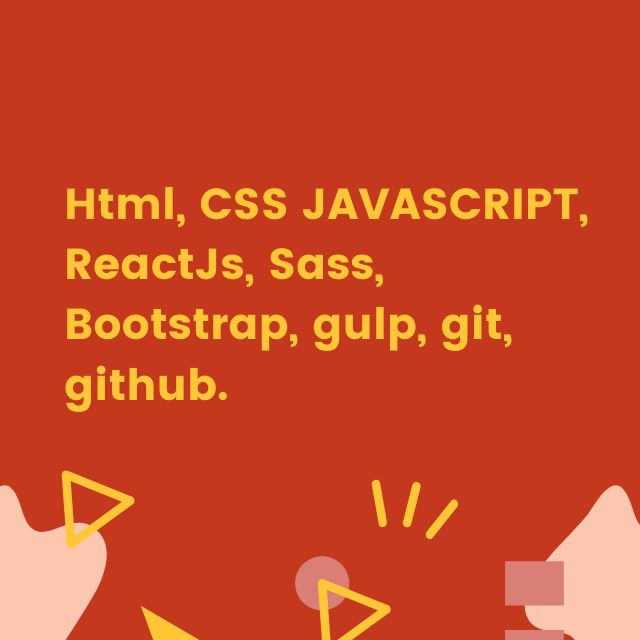 Html, CSS JAVASCRIPT,
ReactJs, Sass,
Bootstrap, gulp, git,
github.